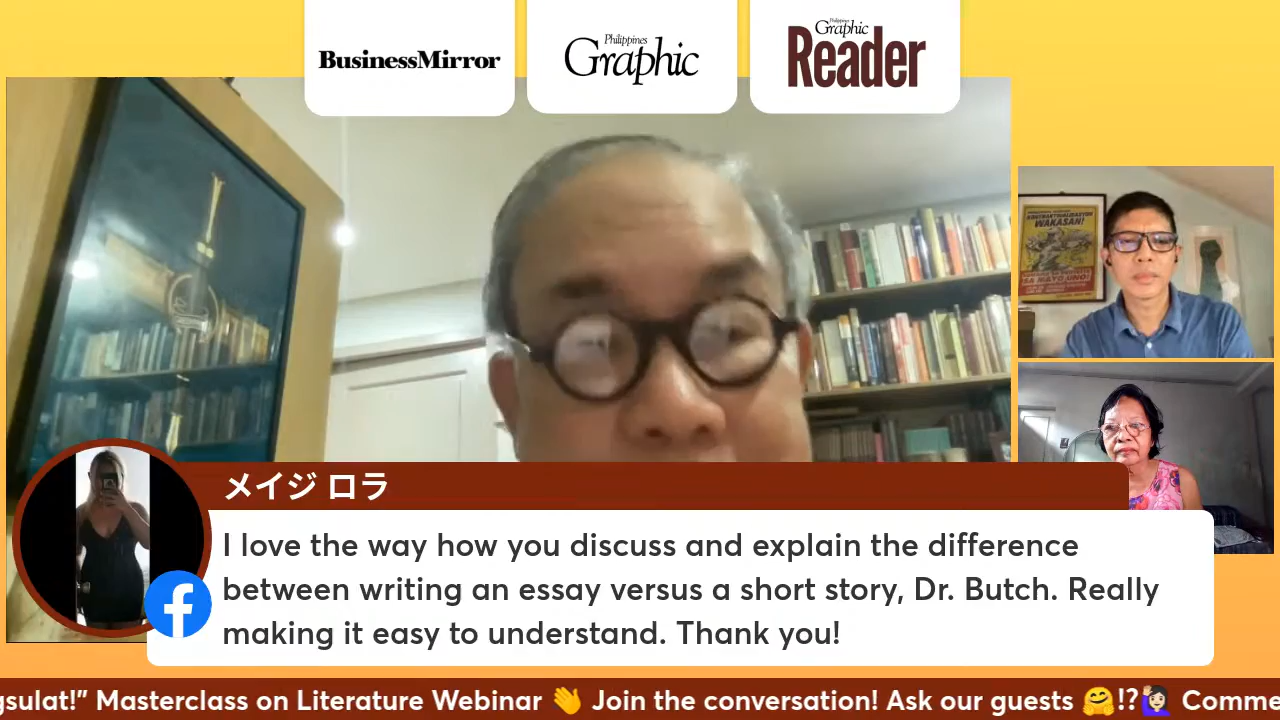 BusinessMirror
Philippines
Graphic
Philippines
Graphic
Reader
WAKASAN!
メイジ ロラ
I love the way how you discuss and explain the difference
between writing an essay versus a short story, Dr. Butch. Really
making it easy to understand. Thank you!
gsulat!” Masterclass on Literature Webinar 👋 Join the conversation! Ask our guests 🤗!? 🙋🏻‍♀️ Comme